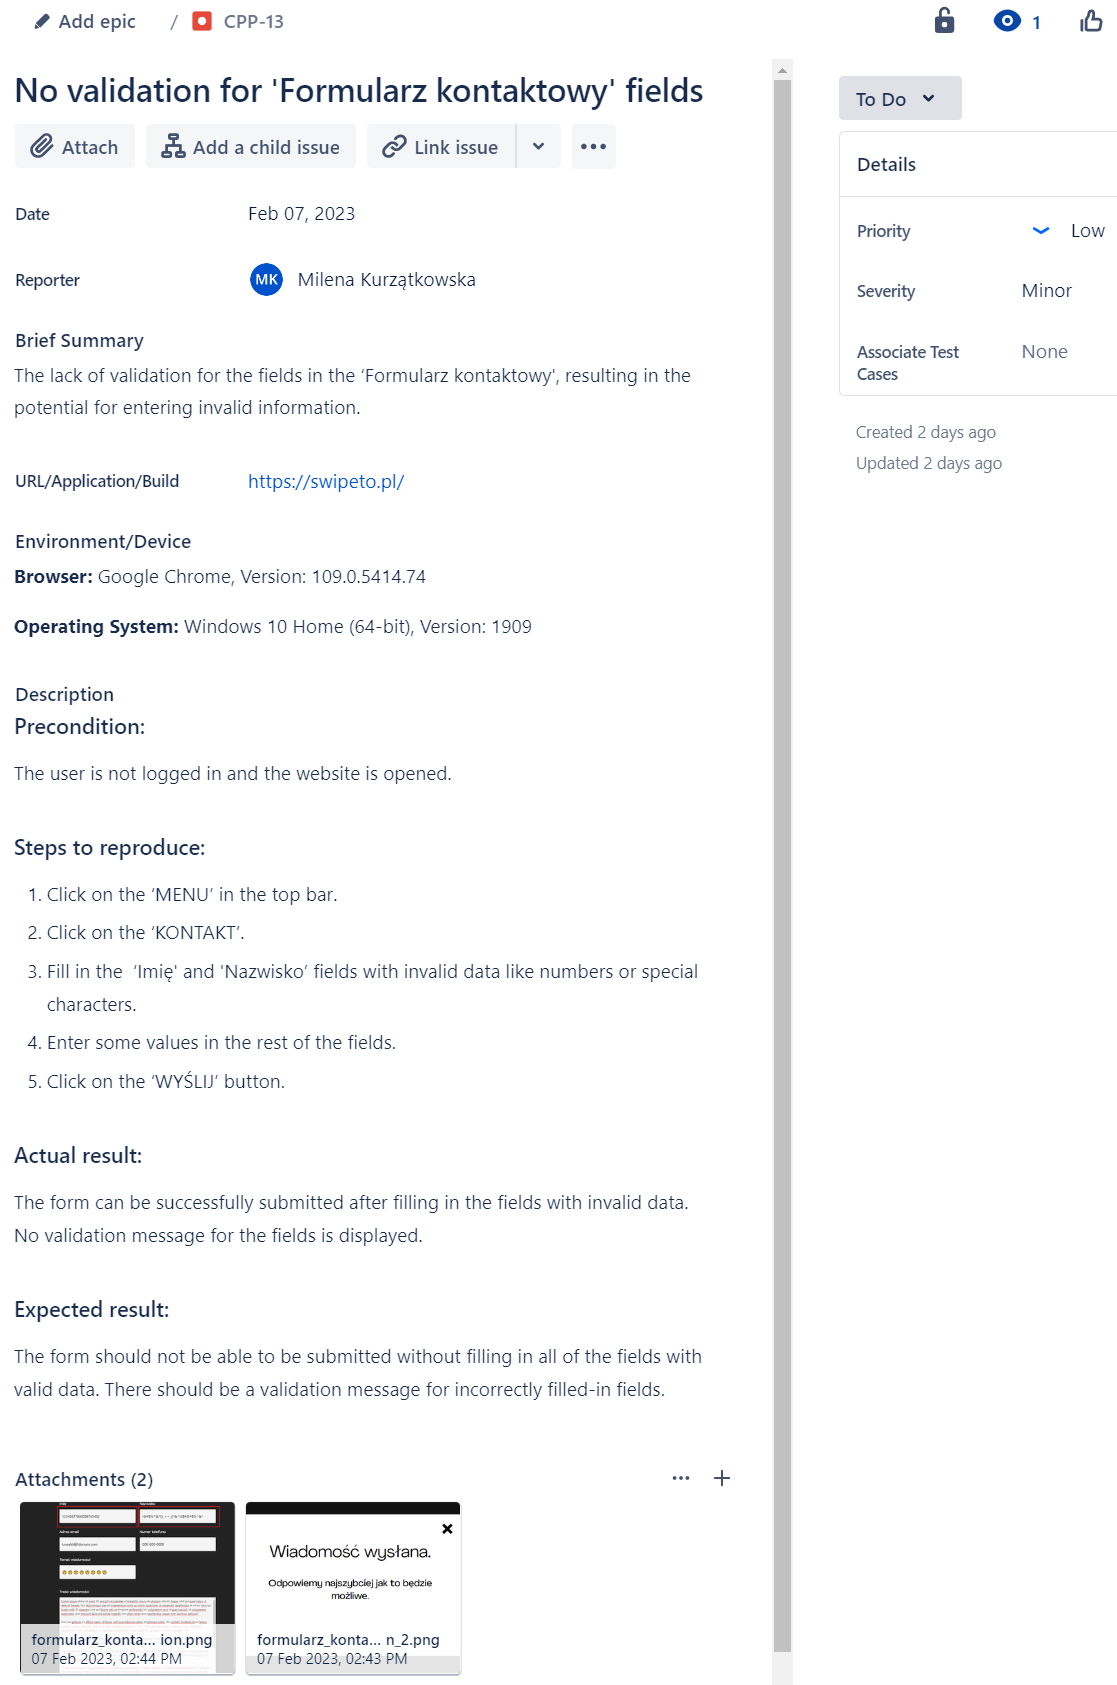 Add epic / CPP-13 1
No validation for 'Formularz kontaktowy' fields
To Do
Attach Add a child issue Link issue
Details
Date Feb 07, 2023
Priority Low
Reporter MK Milena Kurzątkowska
Severity Minor
Brief Summary
Associate Test Cases None
The lack of validation for the fields in the ‘Formularz kontaktowy', resulting in the
potential for entering invalid information.
Created 2 days ago
Updated 2 days ago
URL/Application/Build https://swipeto.pl/
Environment/Device
Browser: Google Chrome, Version: 109.0.5414.74
Operating System: Windows 10 Home (64-bit), Version: 1909
Description
Precondition:
The user is not logged in and the website is opened.
Steps to reproduce:
1. Click on the ‘MENU’ in the top bar.
2. Click on the ‘KONTAKT’.
3. Fill in the ‘Imię' and 'Nazwisko’ fields with invalid data like numbers or special
characters.
4. Enter some values in the rest of the fields.
5. Click on the ‘WYŚLIJ’ button.
Actual result:
The form can be successfully submitted after filling in the fields with invalid data.
No validation message for the fields is displayed.
Expected result:
The form should not be able to be submitted without filling in all of the fields with
valid data. There should be a validation message for incorrectly filled-in fields.
Attachments (2)
Adres email Numer telefonu
Temat wiadomości
Treść wiadomości
formularz_konta... ion.png
07 Feb 2023, 02:44 PM
Wiadomość wysłana.
Odpowiemy najszybciej jak to będzie
możliwe.
formularz_konta... n_2.png
07 Feb 2023, 02:43 PM